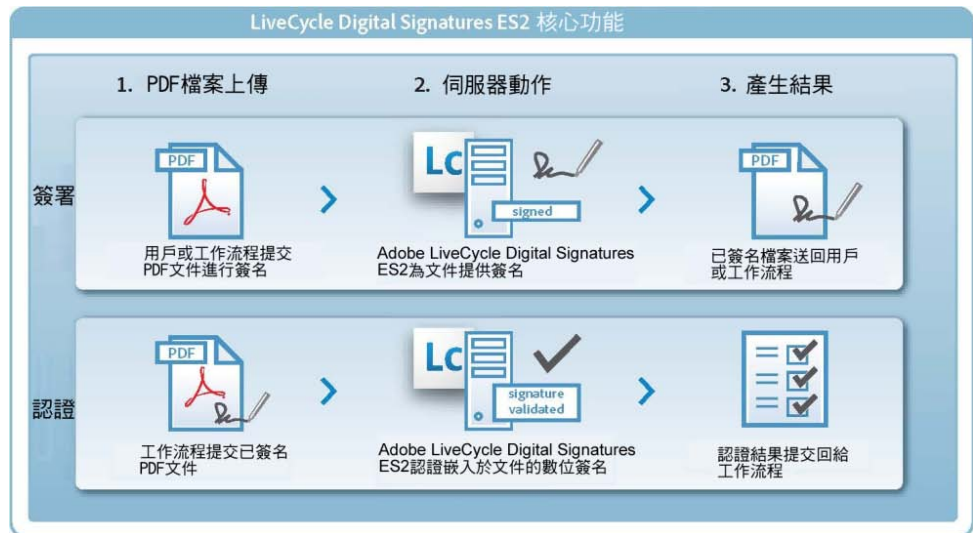 LiveCycle Digital Signatures ES2 核心功能
1. PDF檔案上傳
2. 伺服器動作
3. 產生結果
簽署
PDF
Lc
signed
PDF
用戶或工作流程提交
PDF文件進行簽名
Adobe LiveCycle Digital Signatures
ES2為文件提供簽名
已簽名檔案送回用戶
或工作流程
認證
PDF
Lc
signature
validated
工作流程提交已簽名
PDF文件
Adobe LiveCycle Digital Signatures
ES2認證嵌入於文件的數位簽名
認證結果提交回給
工作流程